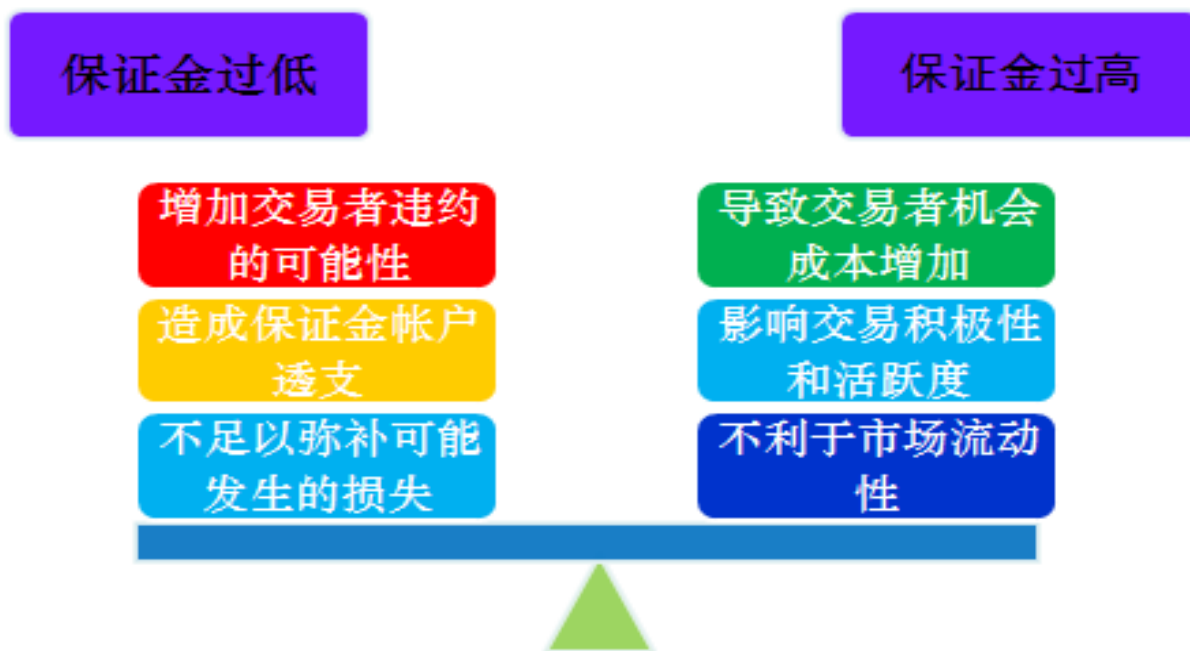 保证金过低
保证金过高
增加交易者违约
的可能性
造成保证金帐户
透支
不足以弥补可能
发生的损失
导致交易者机会
成本增加
影响交易积极性
和活跃度
不利于市场流动
性